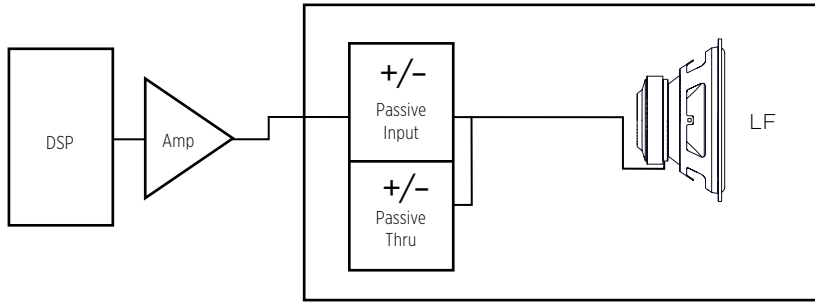 DSP
Amp
+/–
Passive
Input
+/–
Passive
Thru
LF